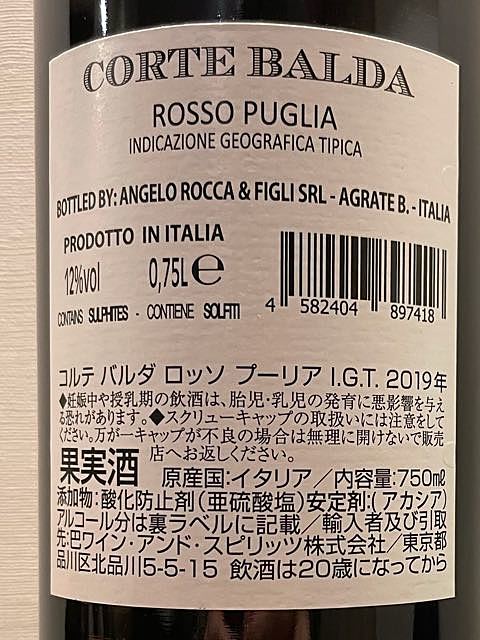 CORTE BALDA
ROSSO PUGLIA
INDICAZIONE GEOGRAFICA TIPICA
BOTTLED BY: ANGELO ROCCA & FIGLI SRL - AGRATE B. - ITALIA
PRODOTTO IN ITALIA
12%vol 0,75L℮
CONTAINS SULPHITES - CONTIENE SOLFITI
4 582404 897418
コルテ バルダ ロッソ プーリア I.G.T. 2019年
◆妊娠中や授乳期の飲酒は、胎児・乳児の発育に悪影響を与え
る恐れがあります。◆スクリューキャップの取扱いには注意をして
ください。万が一キャップが不良の場合は無理に開けないで販売
店へお返しください。
果実酒 原産国:イタリア/内容量:750㎖
添加物:酸化防止剤(亜硫酸塩)安定剤:(アカシア)
アルコール分は裏ラベルに記載/輸入者及び引取
先:巴ワイン・アンド・スピリッツ株式会社/東京都
品川区北品川5-5-15 飲酒は20歳になってから